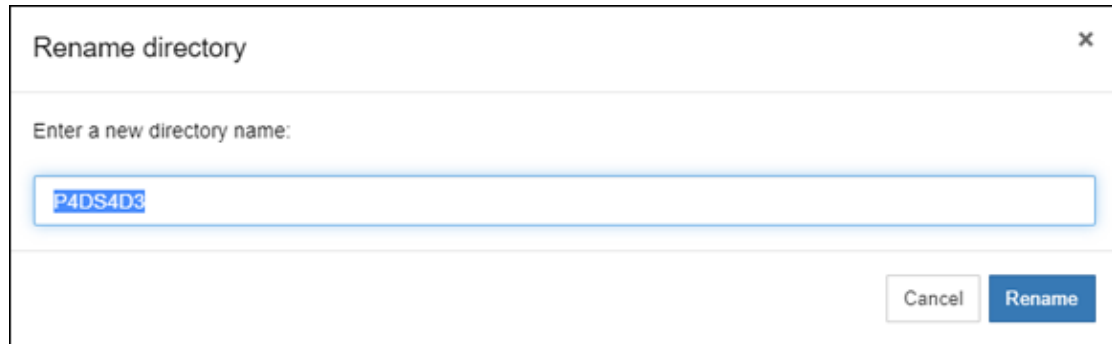 Rename directory
×
Enter a new directory name:
P4DS4D3
Cancel Rename